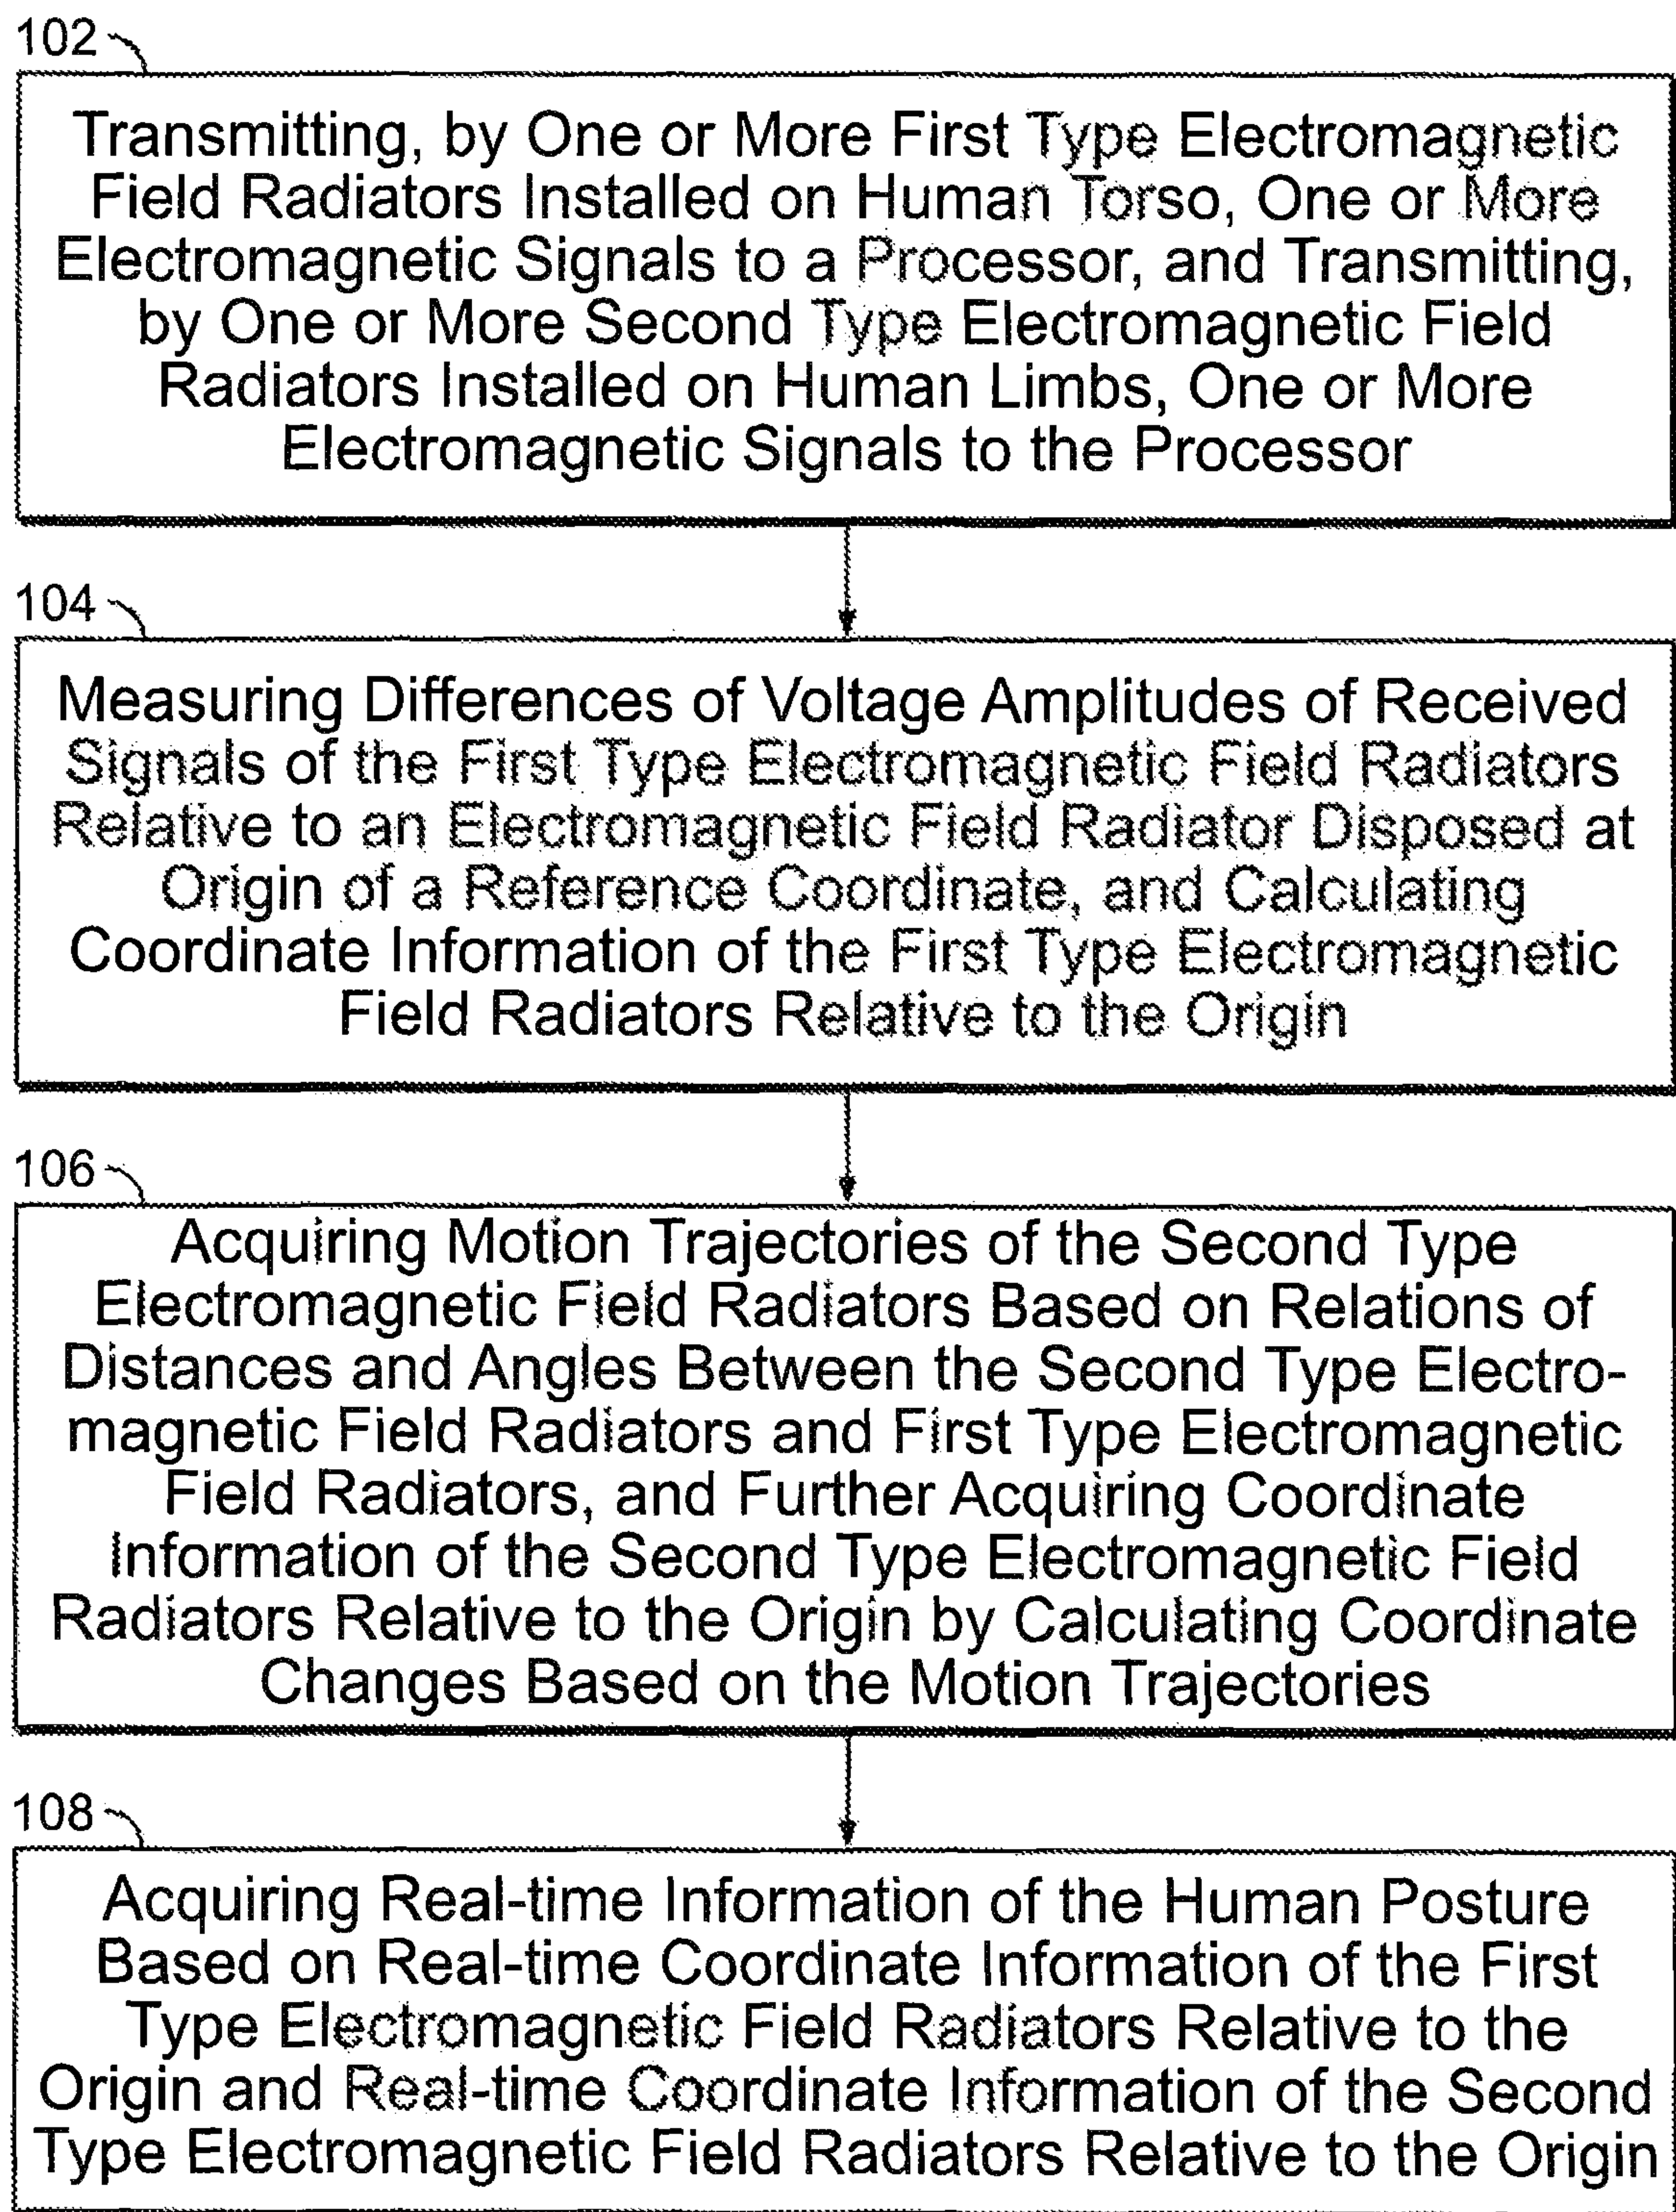 102
Transmitting, by One or More First Type Electromagnetic
Field Radiators Installed on Human Torso, One or More
Electromagnetic Signals to a Processor, and Transmitting,
by One or More Second Type Electromagnetic Field
Radiators Installed on Human Limbs, One or More
Electromagnetic Signals to the Processor
104
Measuring Differences of Voltage Amplitudes of Received
Signals of the First Type Electromagnetic Field Radiators
Relative to an Electromagnetic Field Radiator Disposed at
Origin of a Reference Coordinate, and Calculating
Coordinate Information of the First Type Electromagnetic
Field Radiators Relative to the Origin
106
Acquiring Motion Trajectories of the Second Type
Electromagnetic Field Radiators Based on Relations of
Distances and Angles Between the Second Type Electro-
magnetic Field Radiators and First Type Electromagnetic
Field Radiators, and Further Acquiring Coordinate
Information of the Second Type Electromagnetic Field
Radiators Relative to the Origin by Calculating Coordinate
Changes Based on the Motion Trajectories
108
Acquiring Real-time Information of the Human Posture
Based on Real-time Coordinate Information of the First
Type Electromagnetic Field Radiators Relative to the
Origin and Real-time Coordinate Information of the Second
Type Electromagnetic Field Radiators Relative to the Origin